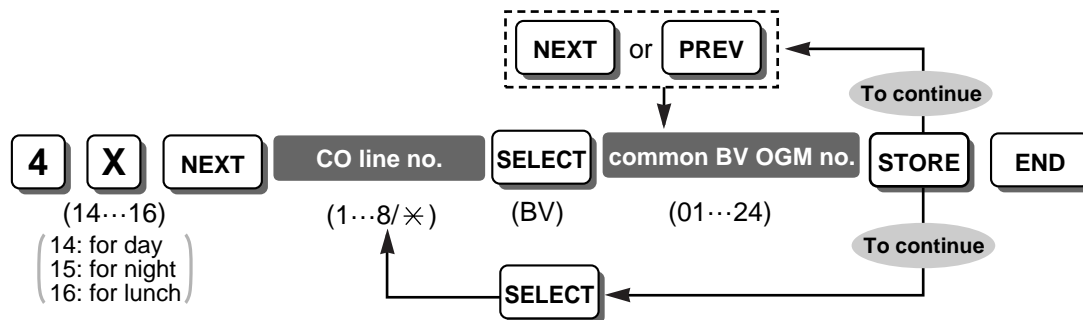 NEXT or PREV
To continue
4 X NEXT CO line no. SELECT common BV OGM no. STORE END
(14···16) (1···8/✳) (BV) (01···24)
14: for day
15: for night
16: for lunch
To continue
SELECT